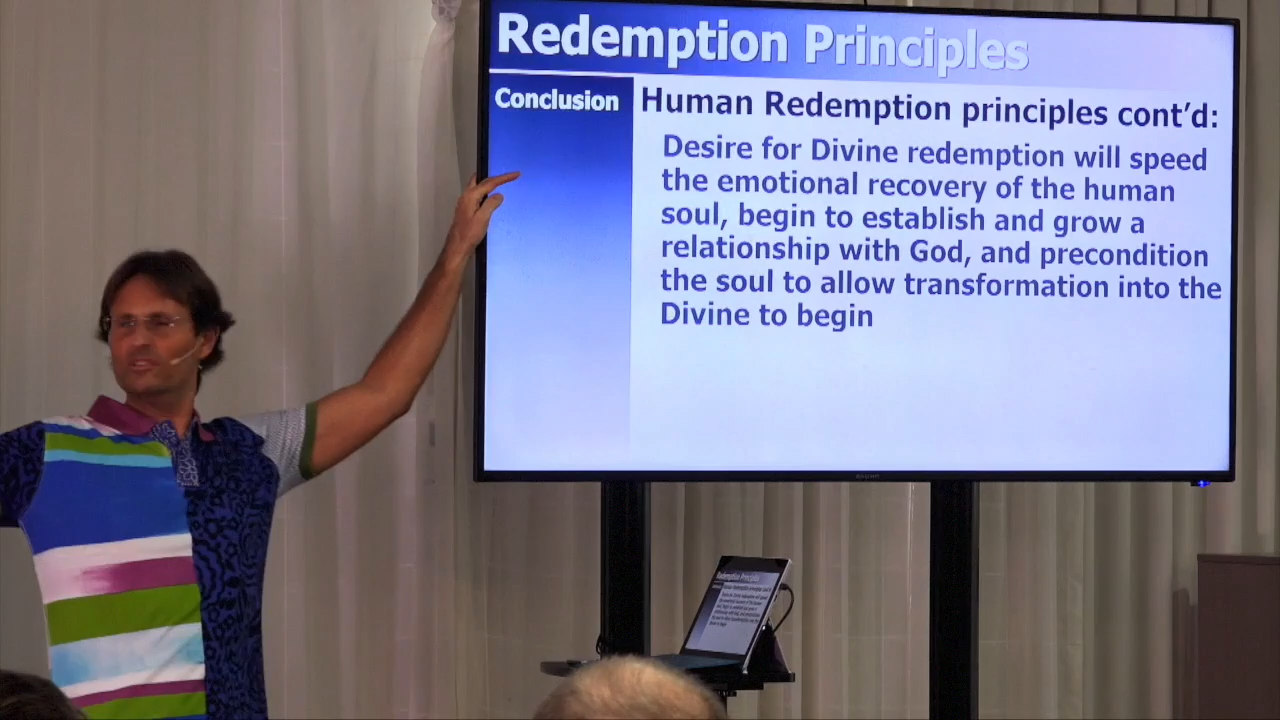 Redemption Principles
Conclusion
Human Redemption principles cont'd:
Desire for Divine redemption will speed
the emotional recovery of the human
soul, begin to establish and grow a
relationship with God, and precondition
the soul to allow transformation into the
Divine to begin
Redemption Principles